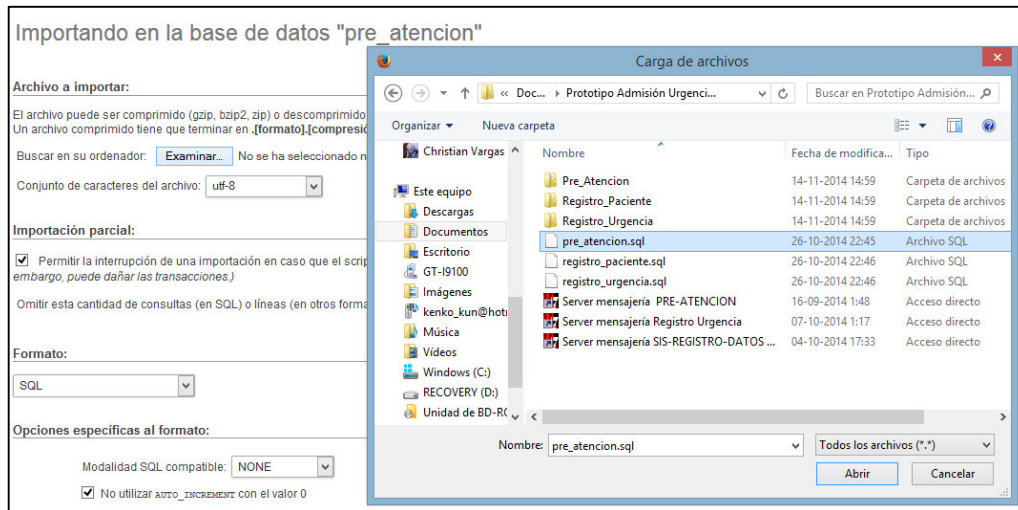 Importando en la base de datos "pre_atencion"
Archivo a importar:
El archivo puede ser comprimido (gzip, bzip2, zip) o descomprimido
Un archivo comprimido tiene que terminar en .[formato].[compresió
Buscar en su ordenador: Examinar... No se ha seleccionado n
Conjunto de caracteres del archivo: utf-8
Importación parcial:
Permitir la interrupción de una importación en caso que el scrip
embargo, puede dañar las transacciones.)
Omitir esta cantidad de consultas (en SQL) o líneas (en otros forma
Formato:
SQL
Opciones específicas al formato:
Modalidad SQL compatible: NONE
No utilizar AUTO_INCREMENT con el valor 0
Carga de archivos
« Doc... Prototipo Admisión Urgenci... Buscar en Prototipo Admisión...
Organizar Nueva carpeta
Christian Vargas
Este equipo
Descargas
Documentos
Escritorio
GT-I9100
Imágenes
kenko_kun@hotr
Música
Vídeos
Windows (C:)
RECOVERY (D:)
Unidad de BD-R(
Nombre Fecha de modifica... Tipo
Pre_Atencion 14-11-2014 14:59 Carpeta de archivos
Registro_Paciente 14-11-2014 14:59 Carpeta de archivos
Registro_Urgencia 14-11-2014 14:59 Carpeta de archivos
pre_atencion.sql 26-10-2014 22:45 Archivo SQL
registro_paciente.sql 26-10-2014 22:46 Archivo SQL
registro_urgencia.sql 26-10-2014 22:46 Archivo SQL
Server mensajería PRE-ATENCION 16-09-2014 1:48 Acceso directo
Server mensajería Registro Urgencia 07-10-2014 1:17 Acceso directo
Server mensajería SIS-REGISTRO-DATOS ... 04-10-2014 17:33 Acceso directo
Nombre: pre_atencion.sql Todos los archivos (*.*)
Abrir Cancelar